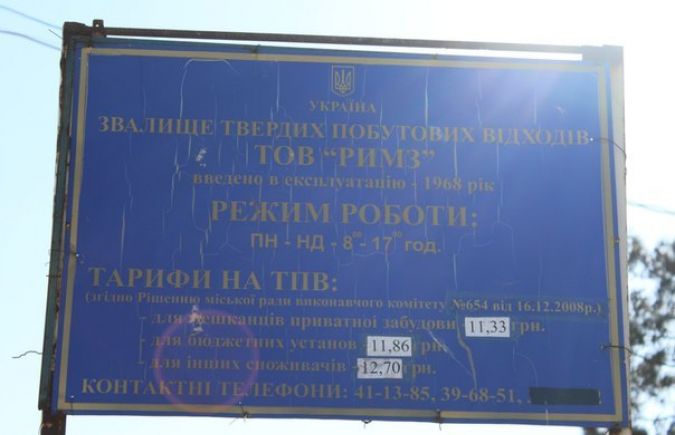 УКРАЇНА
ЗВАЛИЩЕ ТВЕРДИХ ПОБУТОВИХ ВІДХОДІВ
ТОВ "РИМЗ"
введено в експлуатацію - 1968 рік
РЕЖИМ РОБОТИ:
ПН - НД - 8⁰⁰ - 17⁰⁰ год.
ТАРИФИ НА ТПВ:
(згідно Рішенню міської ради виконавчого комітету №654 від 16.12.2008р.)
- для мешканців приватної забудови 11,33 грн.
- для бюджетних установ - 11,86 грн.
- для інших споживачів - 12,70 грн.
КОНТАКТНІ ТЕЛЕФОНИ: 41-13-85, 39-68-51,